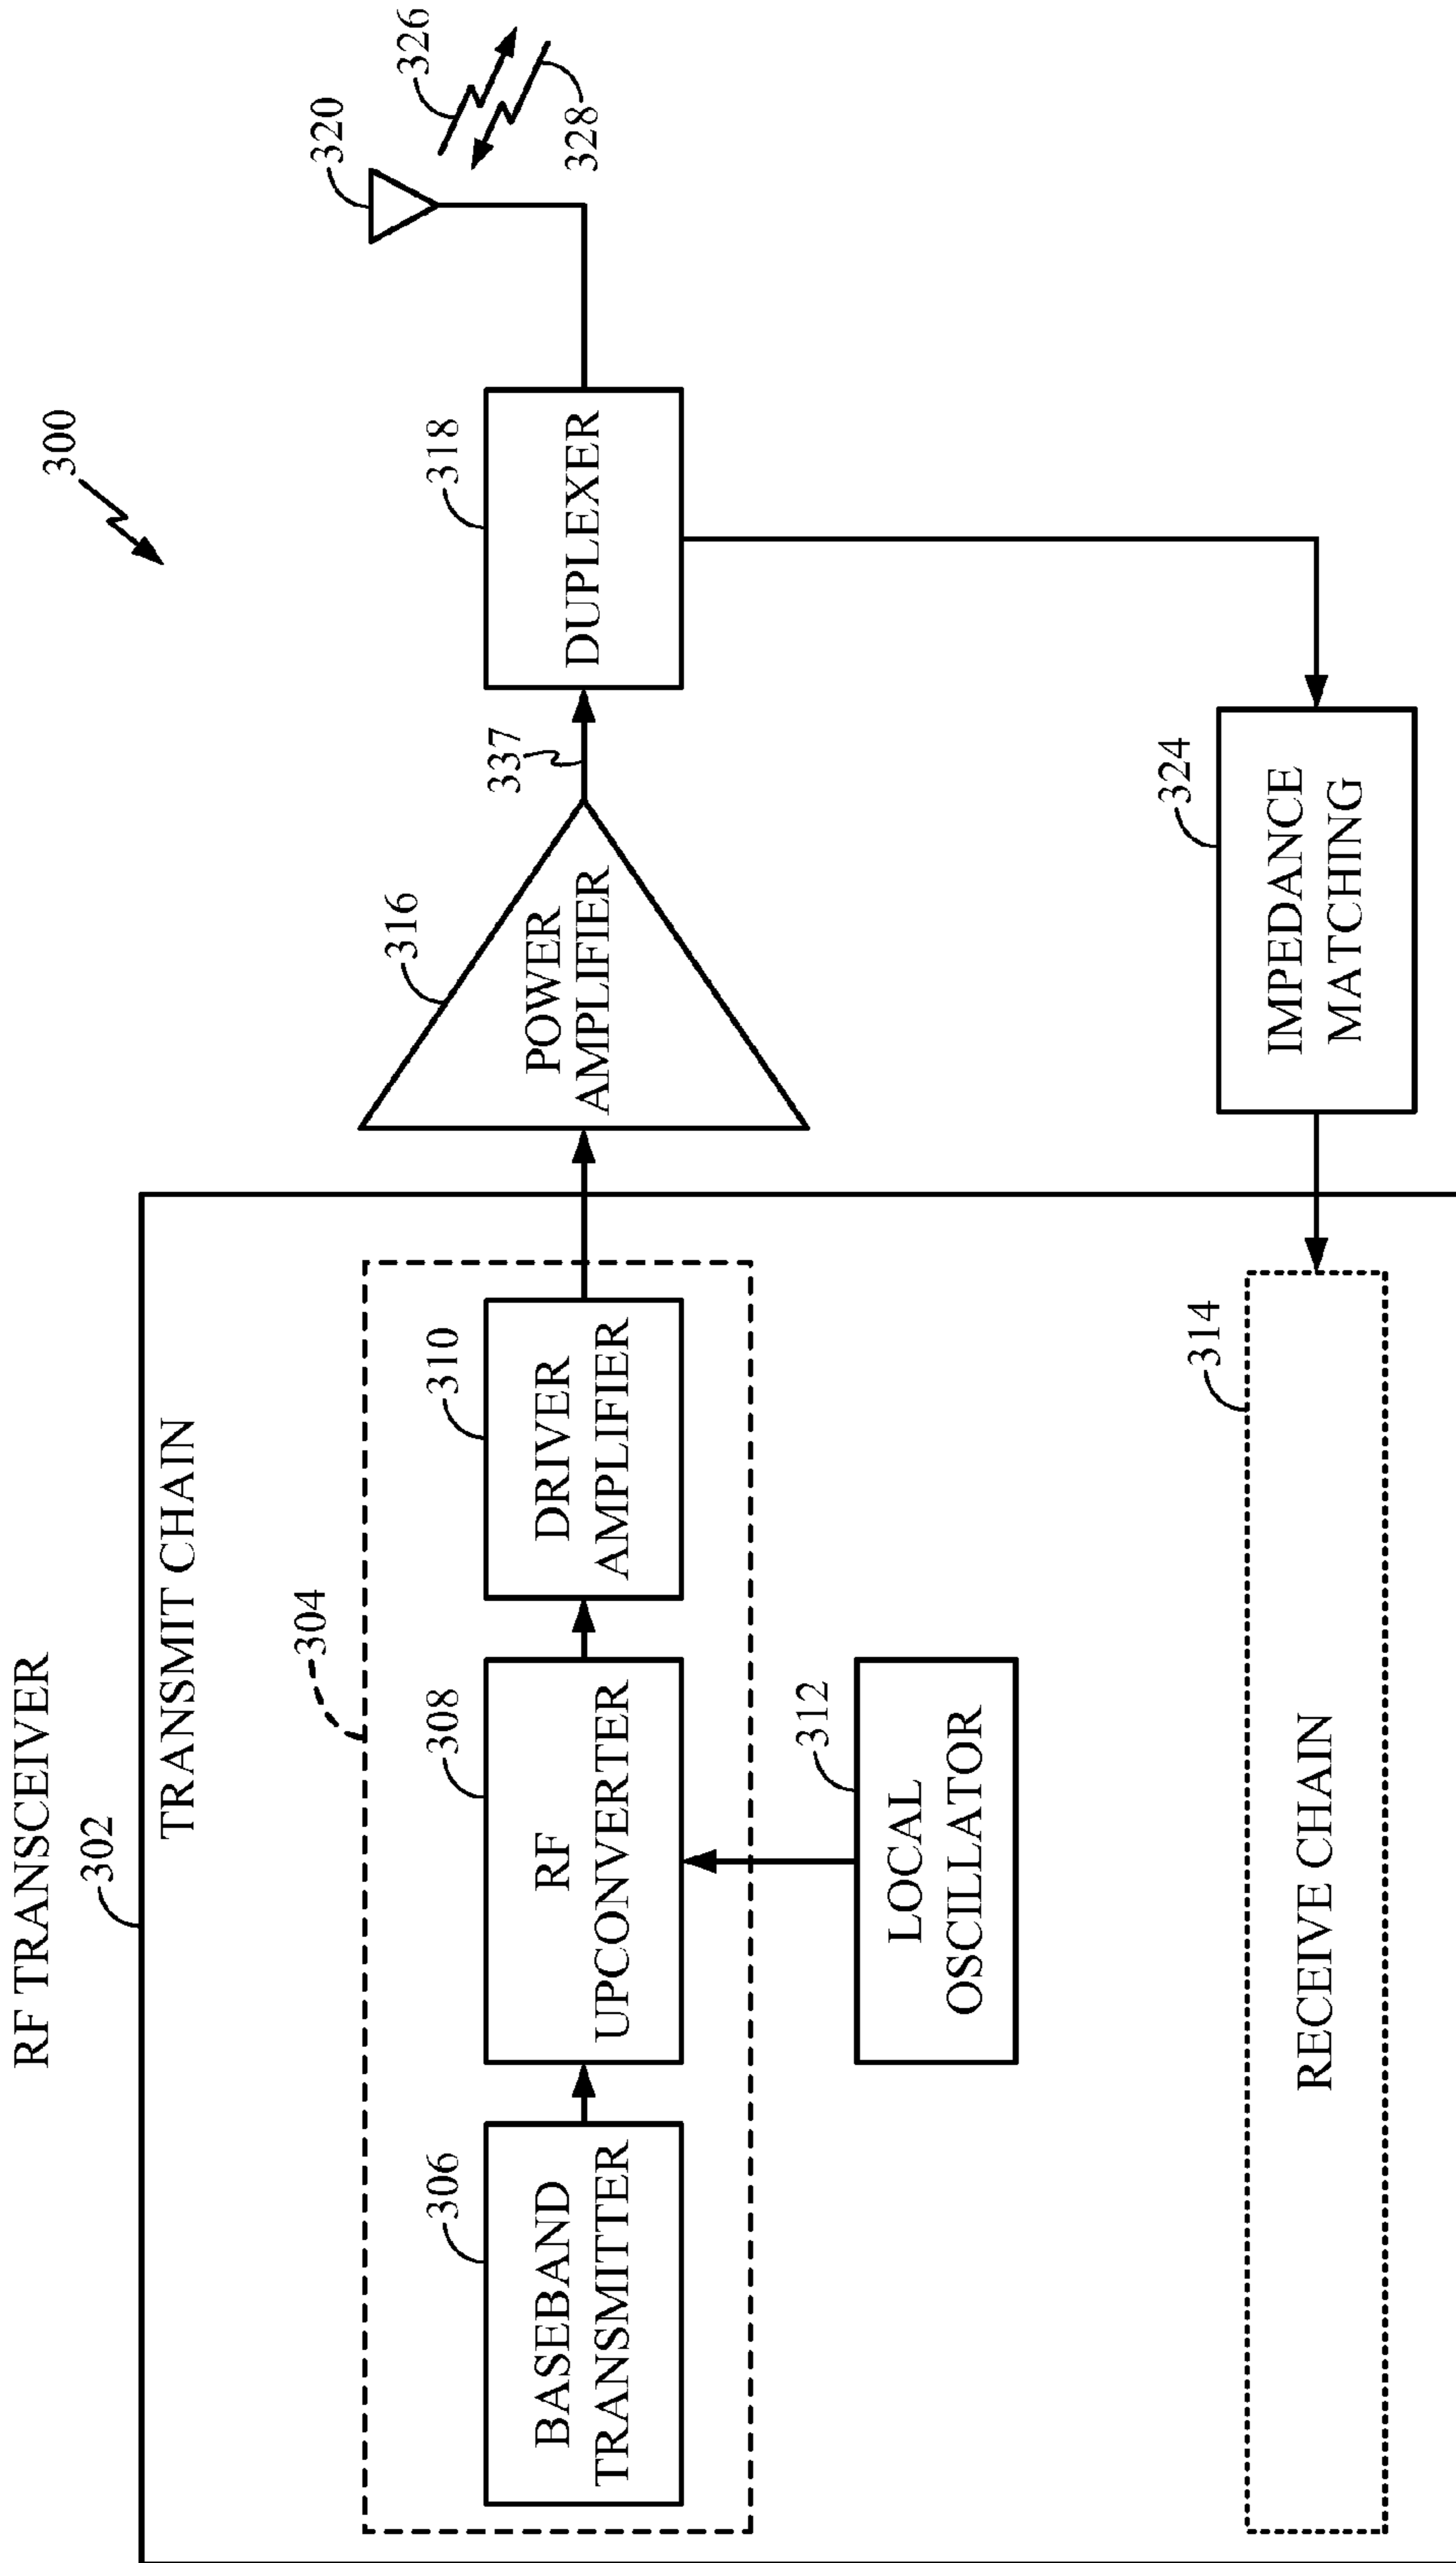 300
RF TRANSCEIVER
302
TRANSMIT CHAIN
304
306
BASEBAND
TRANSMITTER
308
RF
UPCONVERTER
310
DRIVER
AMPLIFIER
316
POWER
AMPLIFIER
337
318
DUPLEXER
320
326
328
312
LOCAL
OSCILLATOR
324
IMPEDANCE
MATCHING
314
RECEIVE CHAIN